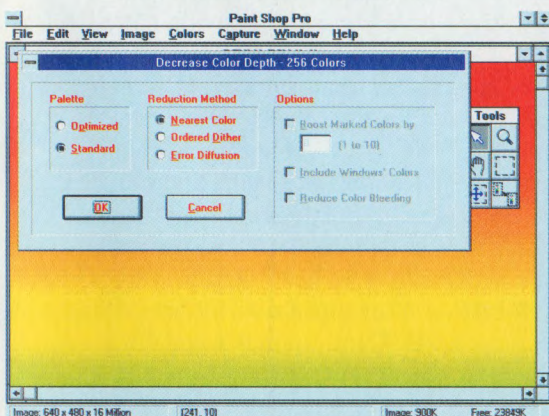 Paint Shop Pro
File Edit View Image Colors Capture Window Help
Decrease Color Depth - 256 Colors
Palette
Optimized
Standard
Reduction Method
Nearest Color
Ordered Dither
Error Diffusion
Options
Boost Marked Colors by
(1 to 10)
Include Windows' Colors
Reduce Color Bleeding
OK
Cancel
Tools
Image: 640 x 480 x 16 Million [241, 10] Image: 900K Free: 23849K